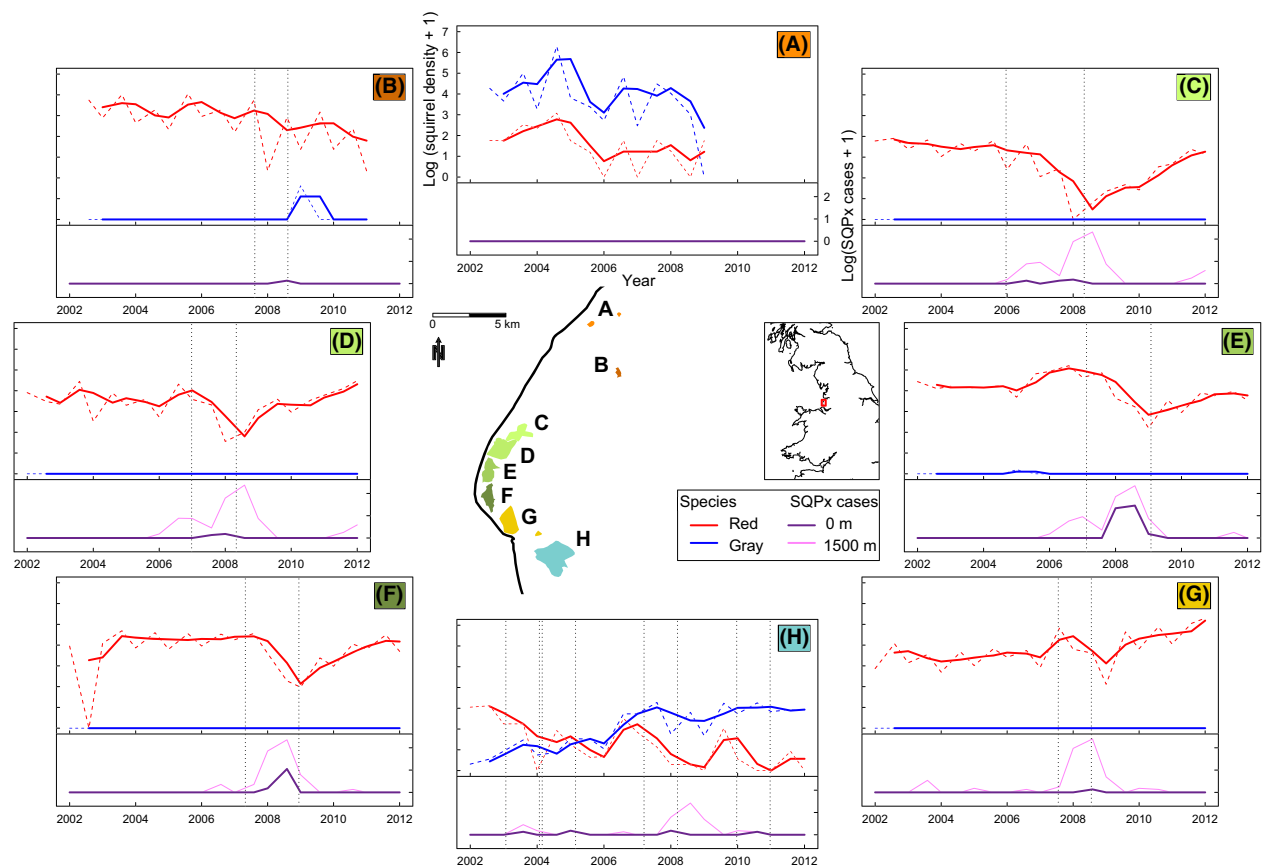 (A)
Log (squirrel density + 1)
7
6
5
4
3
2
1
0
2
1
0
2002 2004 2006 2008 2010 2012
Year
Log(SQPx cases + 1)
(B)
2002 2004 2006 2008 2010 2012
(C)
2002 2004 2006 2008 2010 2012
(D)
2002 2004 2006 2008 2010 2012
0 5 km
N
A
B
C
D
E
F
G
H
Species SQPx cases
Red 0 m
Gray 1500 m
(E)
2002 2004 2006 2008 2010 2012
(F)
2002 2004 2006 2008 2010 2012
(H)
2002 2004 2006 2008 2010 2012
(G)
2002 2004 2006 2008 2010 2012